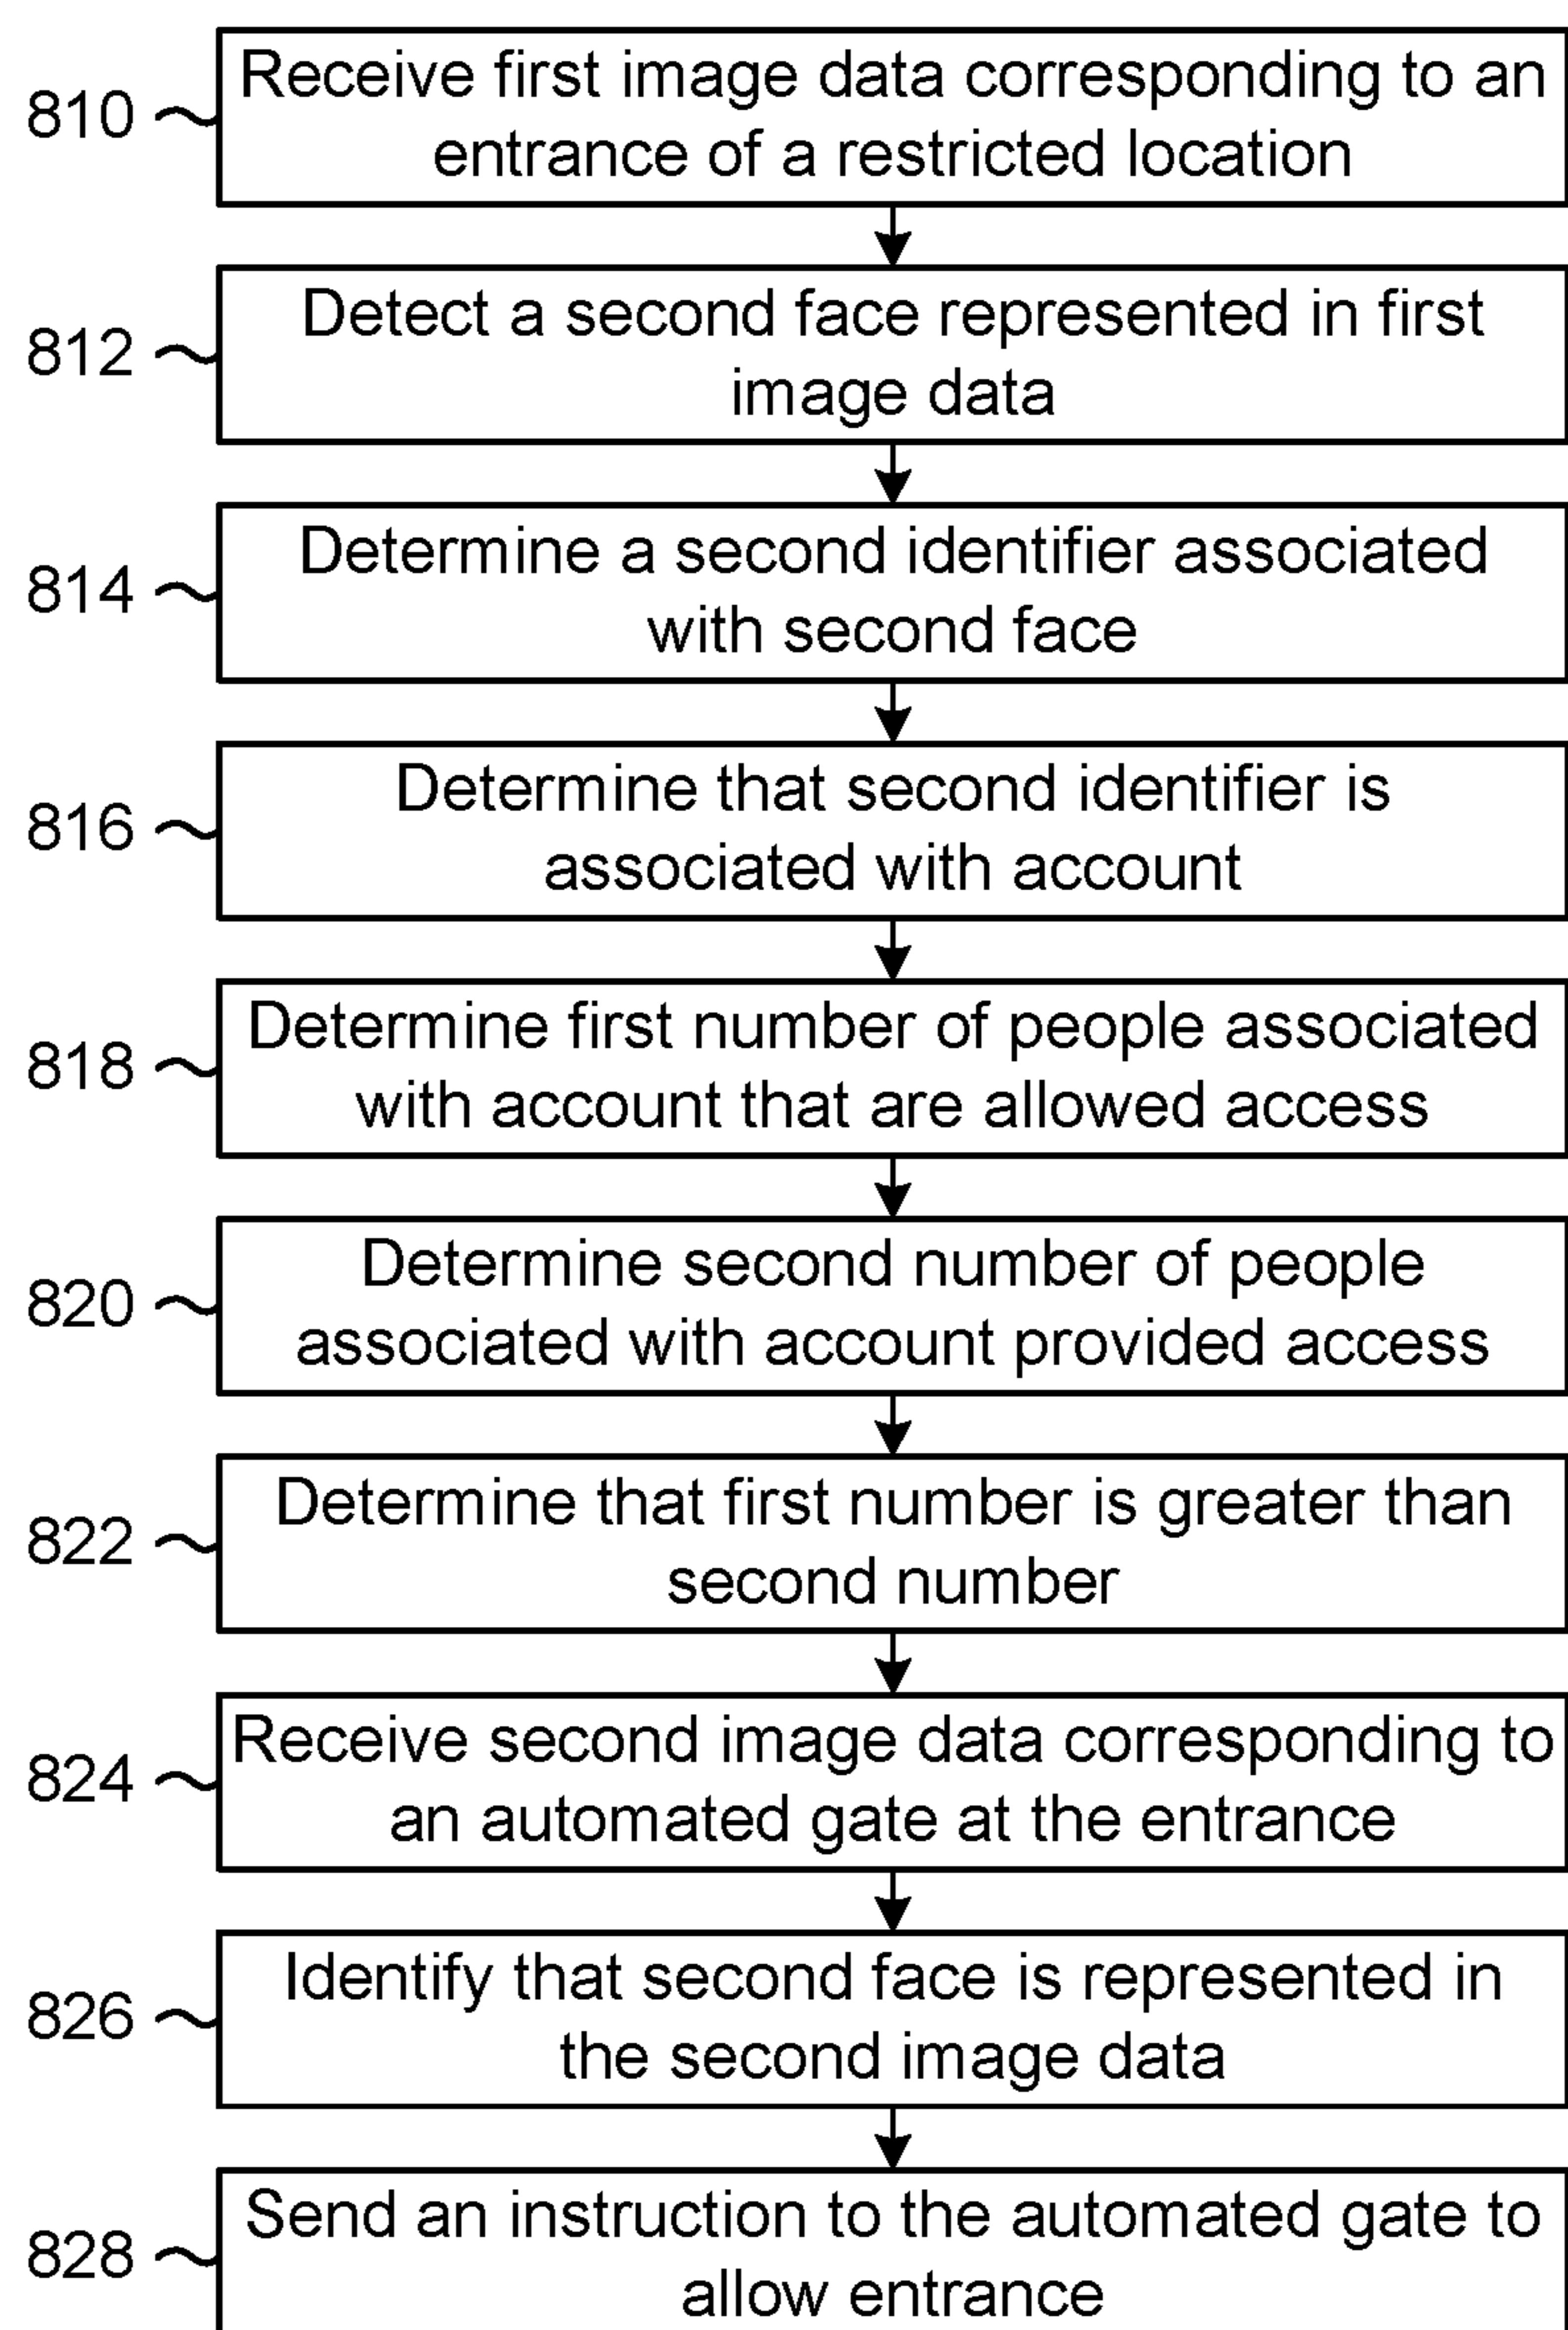 810
Receive first image data corresponding to an
entrance of a restricted location
812
Detect a second face represented in first
image data
814
Determine a second identifier associated
with second face
816
Determine that second identifier is
associated with account
818
Determine first number of people associated
with account that are allowed access
820
Determine second number of people
associated with account provided access
822
Determine that first number is greater than
second number
824
Receive second image data corresponding to
an automated gate at the entrance
826
Identify that second face is represented in
the second image data
828
Send an instruction to the automated gate to
allow entrance